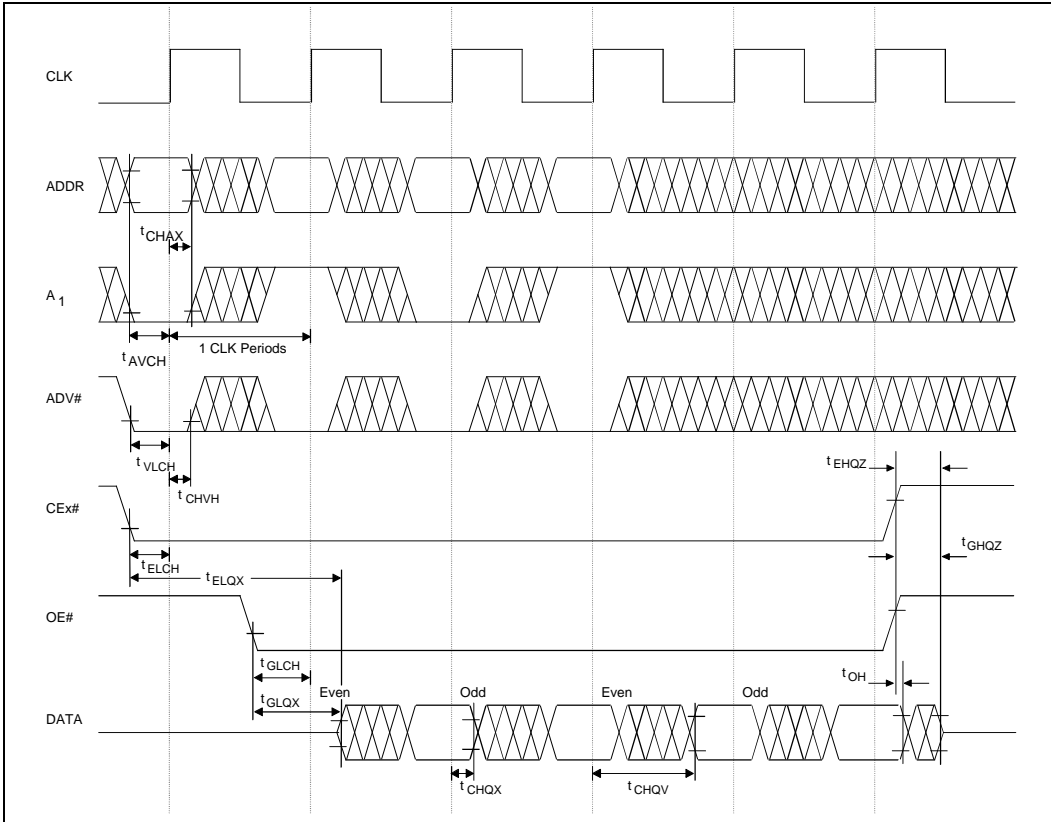 CLK
ADDR
tCHAX
A1
tAVCH
1 CLK Periods
ADV#
tVLCH
tCHVH
tEHQZ
CEx#
tELCH
tELQX
tGHQZ
OE#
tGLCH
tGLQX
tOH
Even Odd Even Odd
DATA
tCHQX
tCHQV